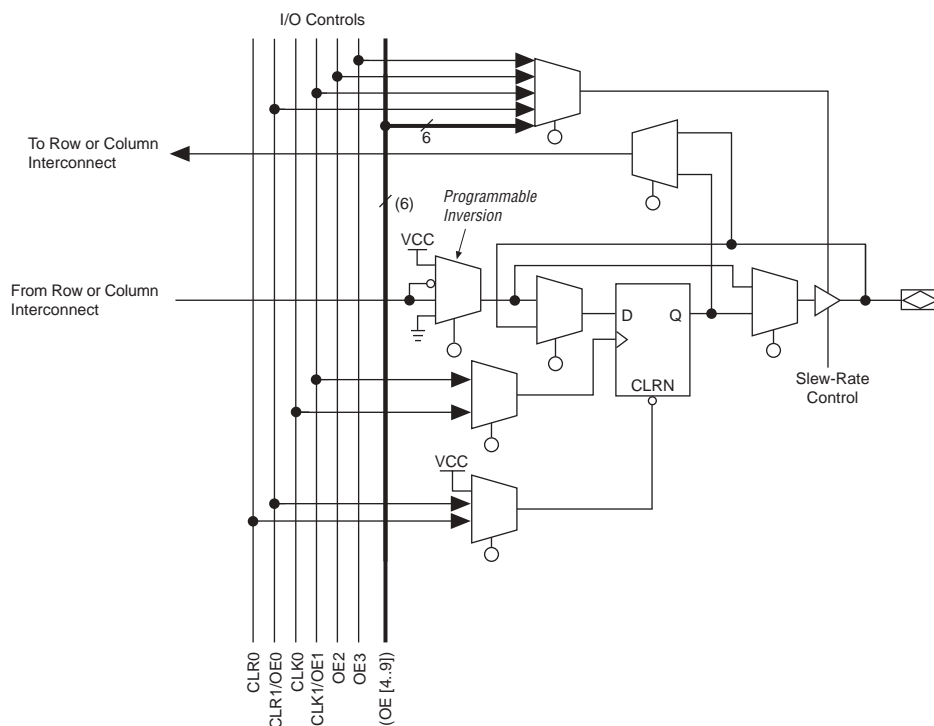 I/O Controls
6
To Row or Column
Interconnect
(6)
Programmable
Inversion
VCC
From Row or Column
Interconnect
D
Q
CLRN
Slew-Rate
Control
VCC
CLR0
CLR1/OE0
CLK0
CLK1/OE1
OE2
OE3
(OE [4..9])